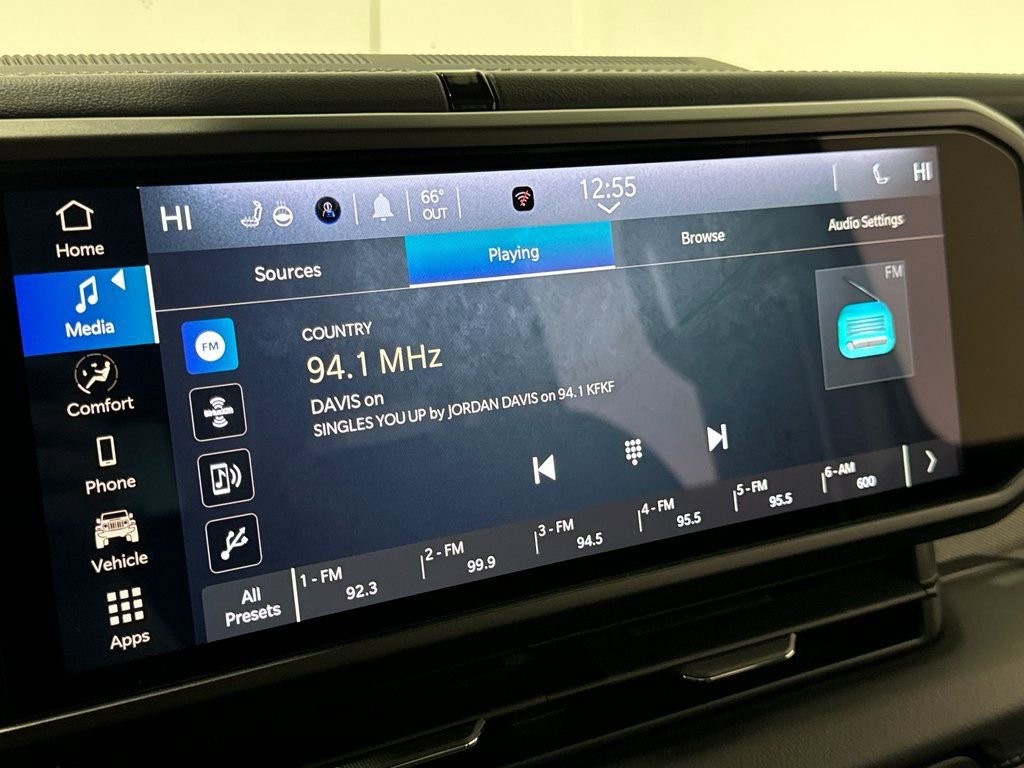 HI
66°
OUT
12:55
HI
Home
Media
Comfort
Phone
Vehicle
Apps
Sources
Playing
Browse
Audio Settings
FM
SiriusXM
COUNTRY
94.1 MHz
DAVIS on
SINGLES YOU UP by JORDAN DAVIS on 94.1 KFKF
FM
All
Presets
1 - FM
92.3
2 - FM
99.9
3 - FM
94.5
4 - FM
95.5
5 - FM
95.5
6 - AM
600